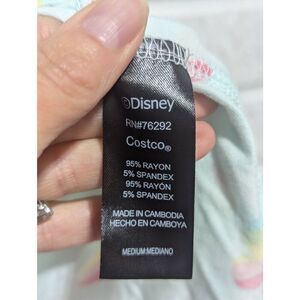 ©Disney
RN#76292
Costco®
95% RAYON
5% SPANDEX
95% RAYÓN
5% SPANDEX
MADE IN CAMBODIA
HECHO EN CAMBOYA
MEDIUM/MEDIANO